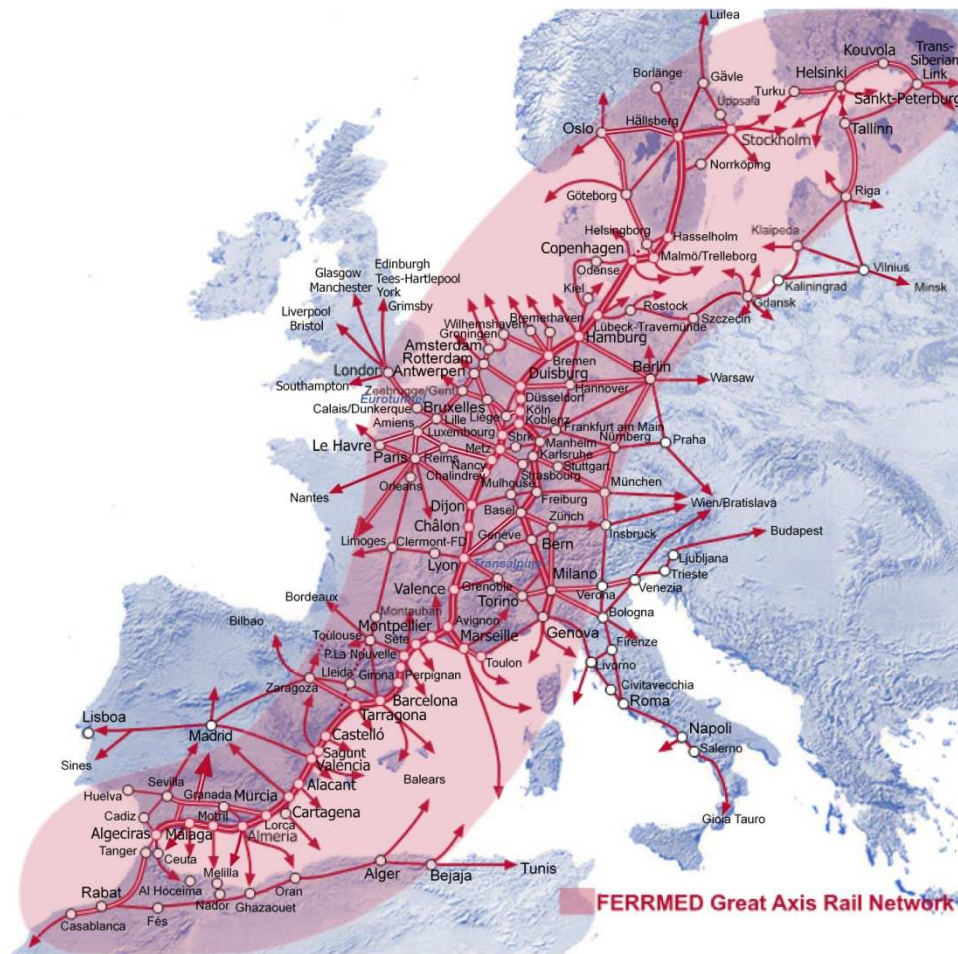 Lulea
Borlänge
Gävle
Uppsala
Turku
Helsinki
Kouvola
Trans-
Siberian
Link
Sankt-Peterburg
Tallinn
Oslo
Hällsberg
Stockholm
Norrköping
Göteborg
Riga
Helsingborg
Hasselholm
Klaipeda
Copenhagen
Malmö/Trelleborg
Odense
Vilnius
Kaliningrad
Minsk
Kiel
Gdansk
Rostock
Szczecin
Edinburgh
Tees-Hartlepool
York
Grimsby
Glasgow
Manchester
Liverpool
Bristol
Bremerhaven
Wilhemshaven
Lübeck-Travemünde
Groningen
Hamburg
Amsterdam
Rotterdam
Bremen
London
Antwerpen
Duisburg
Berlin
Warsaw
Southampton
Zeebrugge/Gent
Hannover
Eurotunnel
Düsseldorf
Calais/Dunkerque
Bruxelles
Köln
Lille
Liège
Koblenz
Amiens
Frankfurt am Main
Luxembourg
Le Havre
Sbrk
Manheim
Nürnberg
Praha
Metz
Karlsruhe
Paris
Reims
Nancy
Stuttgart
Chalindrey
Strasbourg
Orleans
Mulhouse
München
Nantes
Freiburg
Wien/Bratislava
Dijon
Basel
Zürich
Châlon
Insbruck
Budapest
Limoges
Clermont-FD
Genève
Bern
Ljubljana
Lyon
Transalpine
Milano
Trieste
Valence
Grenoble
Verona
Venezia
Bordeaux
Torino
Montauban
Bologna
Bilbao
Montpellier
Avignon
Genova
Toulouse
Sète
Marseille
Firenze
P.La Nouvelle
Toulon
Livorno
Lleida
Girona
Perpignan
Zaragoza
Civitavecchia
Barcelona
Roma
Lisboa
Tarragona
Madrid
Castelló
Napoli
Sagunt
Salerno
Sines
Valencia
Balears
Sevilla
Alacant
Huelva
Granada
Murcia
Cartagena
Cadiz
Motril
Lorca
Gioia Tauro
Algeciras
Málaga
Almeria
Tanger
Ceuta
Melilla
Alger
Bejaja
Tunis
Rabat
Al Hoceima
Oran
Nador
Ghazaouet
Casablanca
Fés
FERRMED Great Axis Rail Network